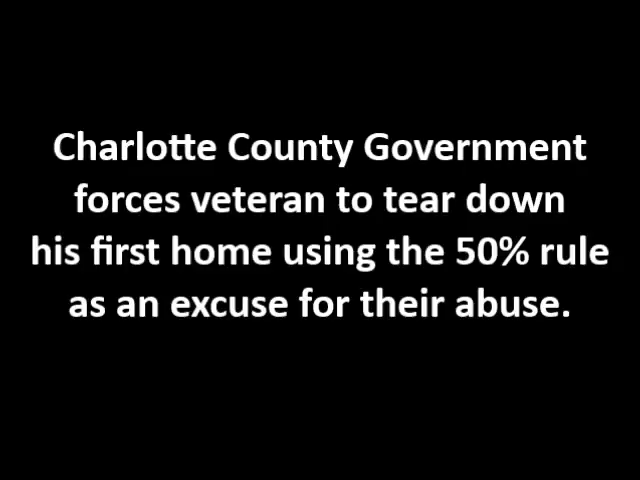 Charlotte County Government
forces veteran to tear down
his first home using the 50% rule
as an excuse for their abuse.